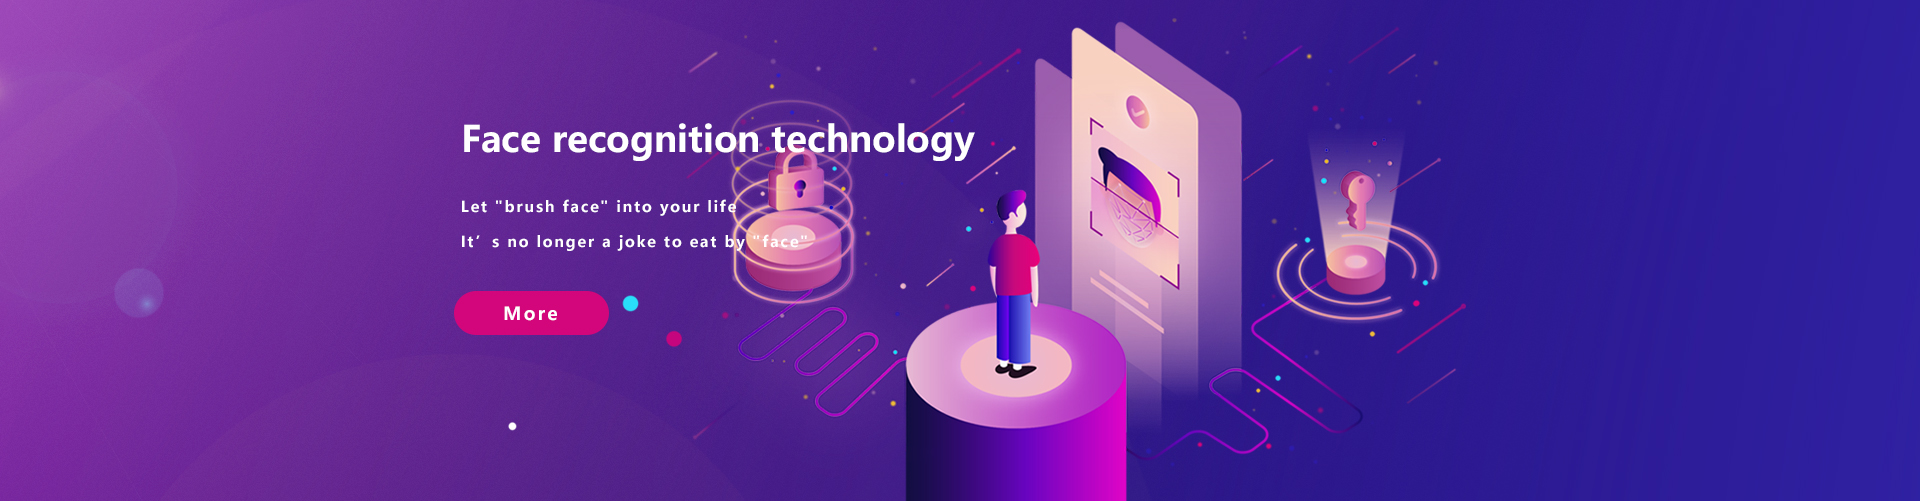 Face recognition technology
Let "brush face" into your life
It’s no longer a joke to eat by "face"
More